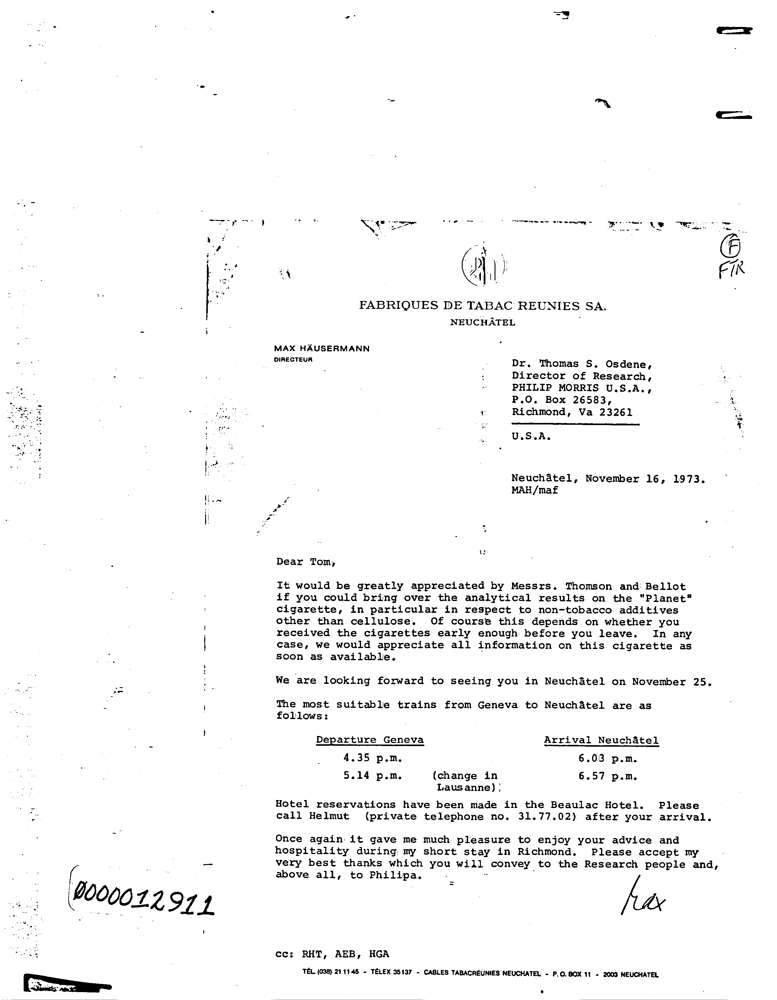 F
FTR
FABRIQUES DE TABAC REUNIES SA.
NEUCHÂTEL
MAX HÄUSERMANN
DIRECTEUR
Dr. Thomas S. Osdene,
Director of Research,
PHILIP MORRIS U.S.A.,
P.O. Box 26583,
Richmond, Va 23261
U.S.A.
Neuchâtel, November 16, 1973.
MAH/maf
Dear Tom,
It would be greatly appreciated by Messrs. Thomson and Bellot
if you could bring over the analytical results on the "Planet"
cigarette, in particular in respect to non-tobacco additives
other than cellulose. Of course this depends on whether you
received the cigarettes early enough before you leave. In any
case, we would appreciate all information on this cigarette as
soon as available.
We are looking forward to seeing you in Neuchâtel on November 25.
The most suitable trains from Geneva to Neuchâtel are as
follows:
Departure Geneva Arrival Neuchâtel
4.35 p.m. 6.03 p.m.
5.14 p.m. (change in 6.57 p.m.
Lausanne)
Hotel reservations have been made in the Beaulac Hotel. Please
call Helmut (private telephone no. 31.77.02) after your arrival.
Once again it gave me much pleasure to enjoy your advice and
hospitality during my short stay in Richmond. Please accept my
very best thanks which you will convey to the Research people and,
above all, to Philipa.
Max
0000012911
cc: RHT, AEB, HGA
TÉL. (038) 21 11 45 - TÉLEX 35 137 - CABLES TABACRÉUNIES NEUCHATEL - P.O. BOX 11 - 2003 NEUCHATEL